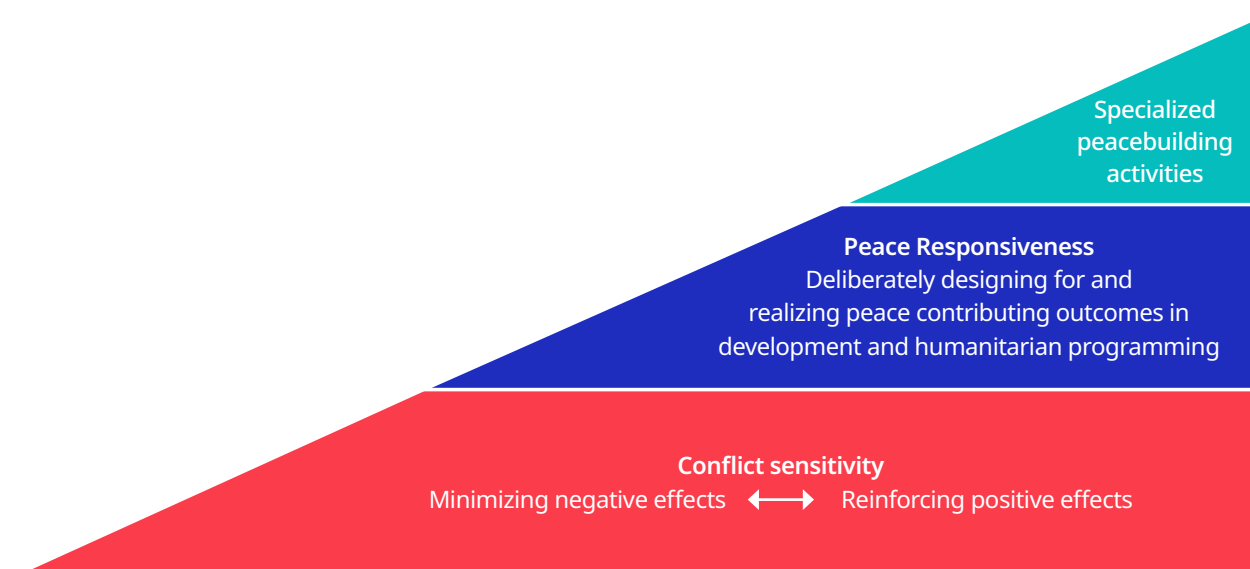 Specialized
peacebuilding
activities
Peace Responsiveness
Deliberately designing for and
realizing peace contributing outcomes in
development and humanitarian programming
Conflict sensitivity
Minimizing negative effects Reinforcing positive effects